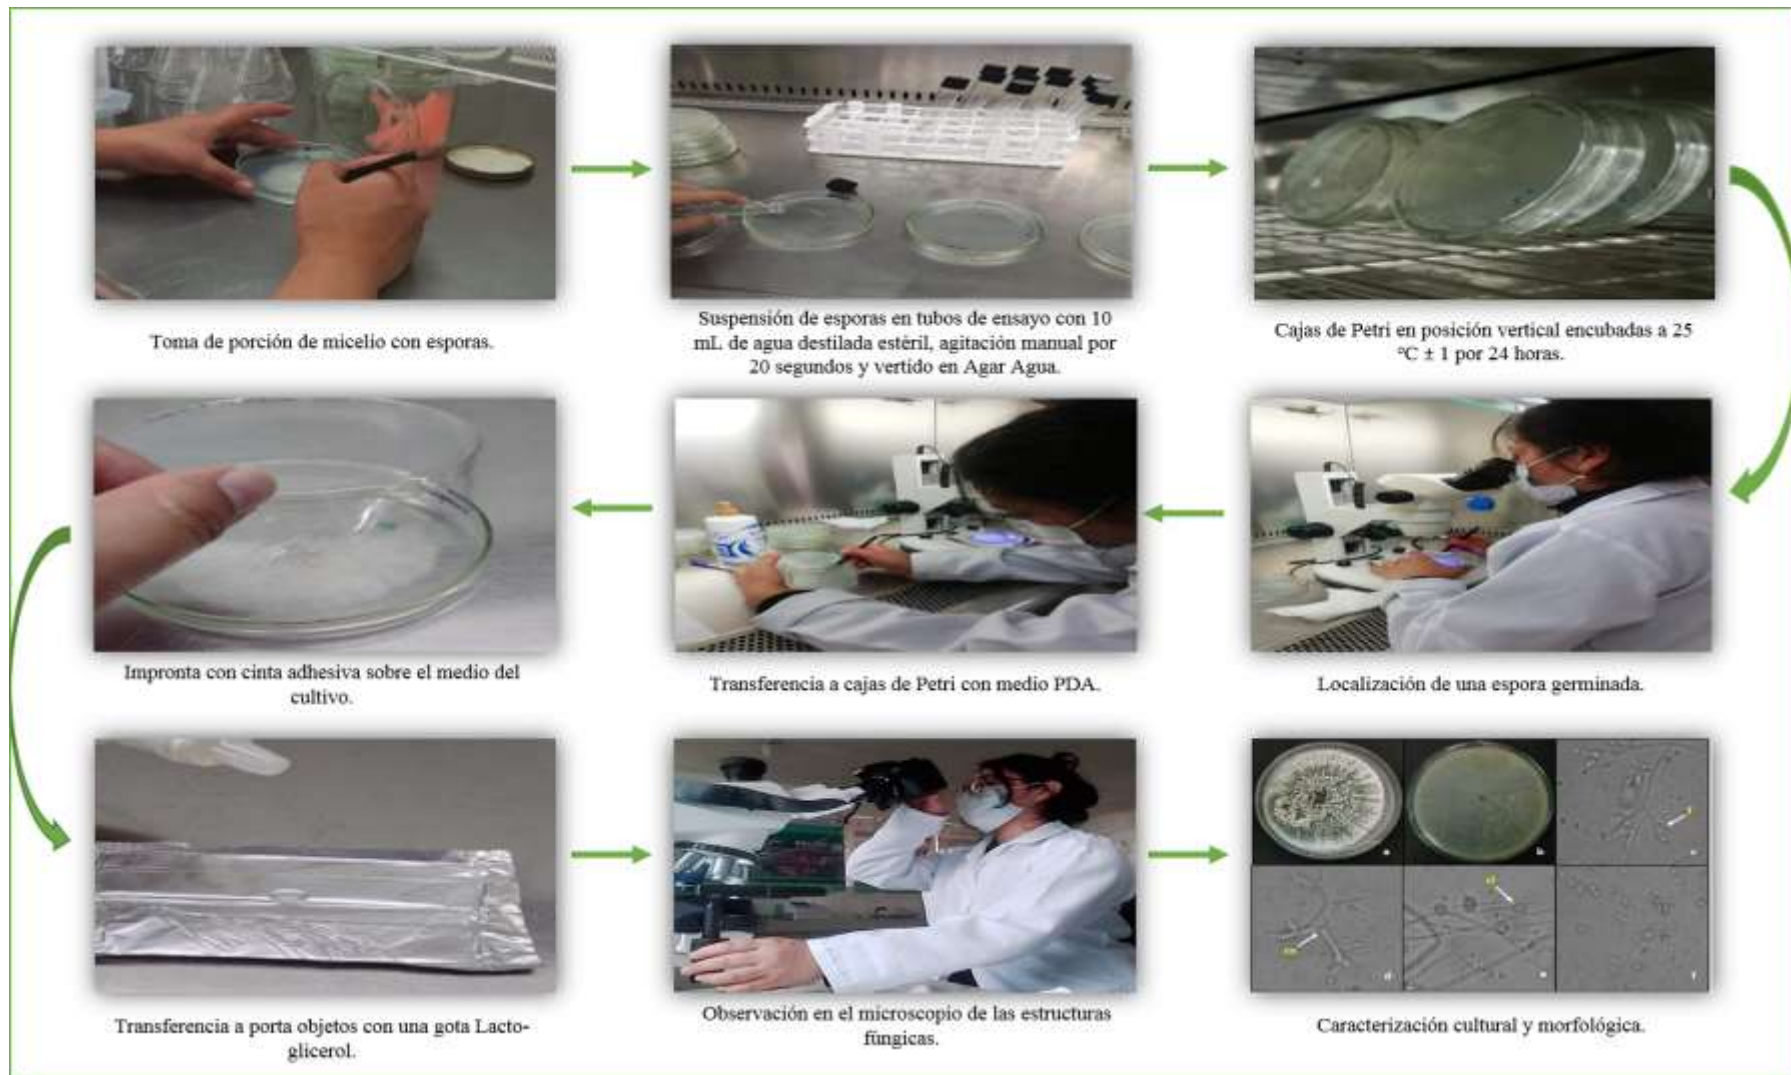 Toma de porción de micelio con esporas.
Suspensión de esporas en tubos de ensayo con 10
mL de agua destilada estéril, agitación manual por
20 segundos y vertido en Agar Agua.
Cajas de Petri en posición vertical encubadas a 25
°C ± 1 por 24 horas.
Localización de una espora germinada.
Transferencia a cajas de Petri con medio PDA.
Impronta con cinta adhesiva sobre el medio del
cultivo.
Transferencia a porta objetos con una gota Lacto-
glicerol.
Observación en el microscopio de las estructuras
fúngicas.
a
b
c
d
e
f
Caracterización cultural y morfológica.